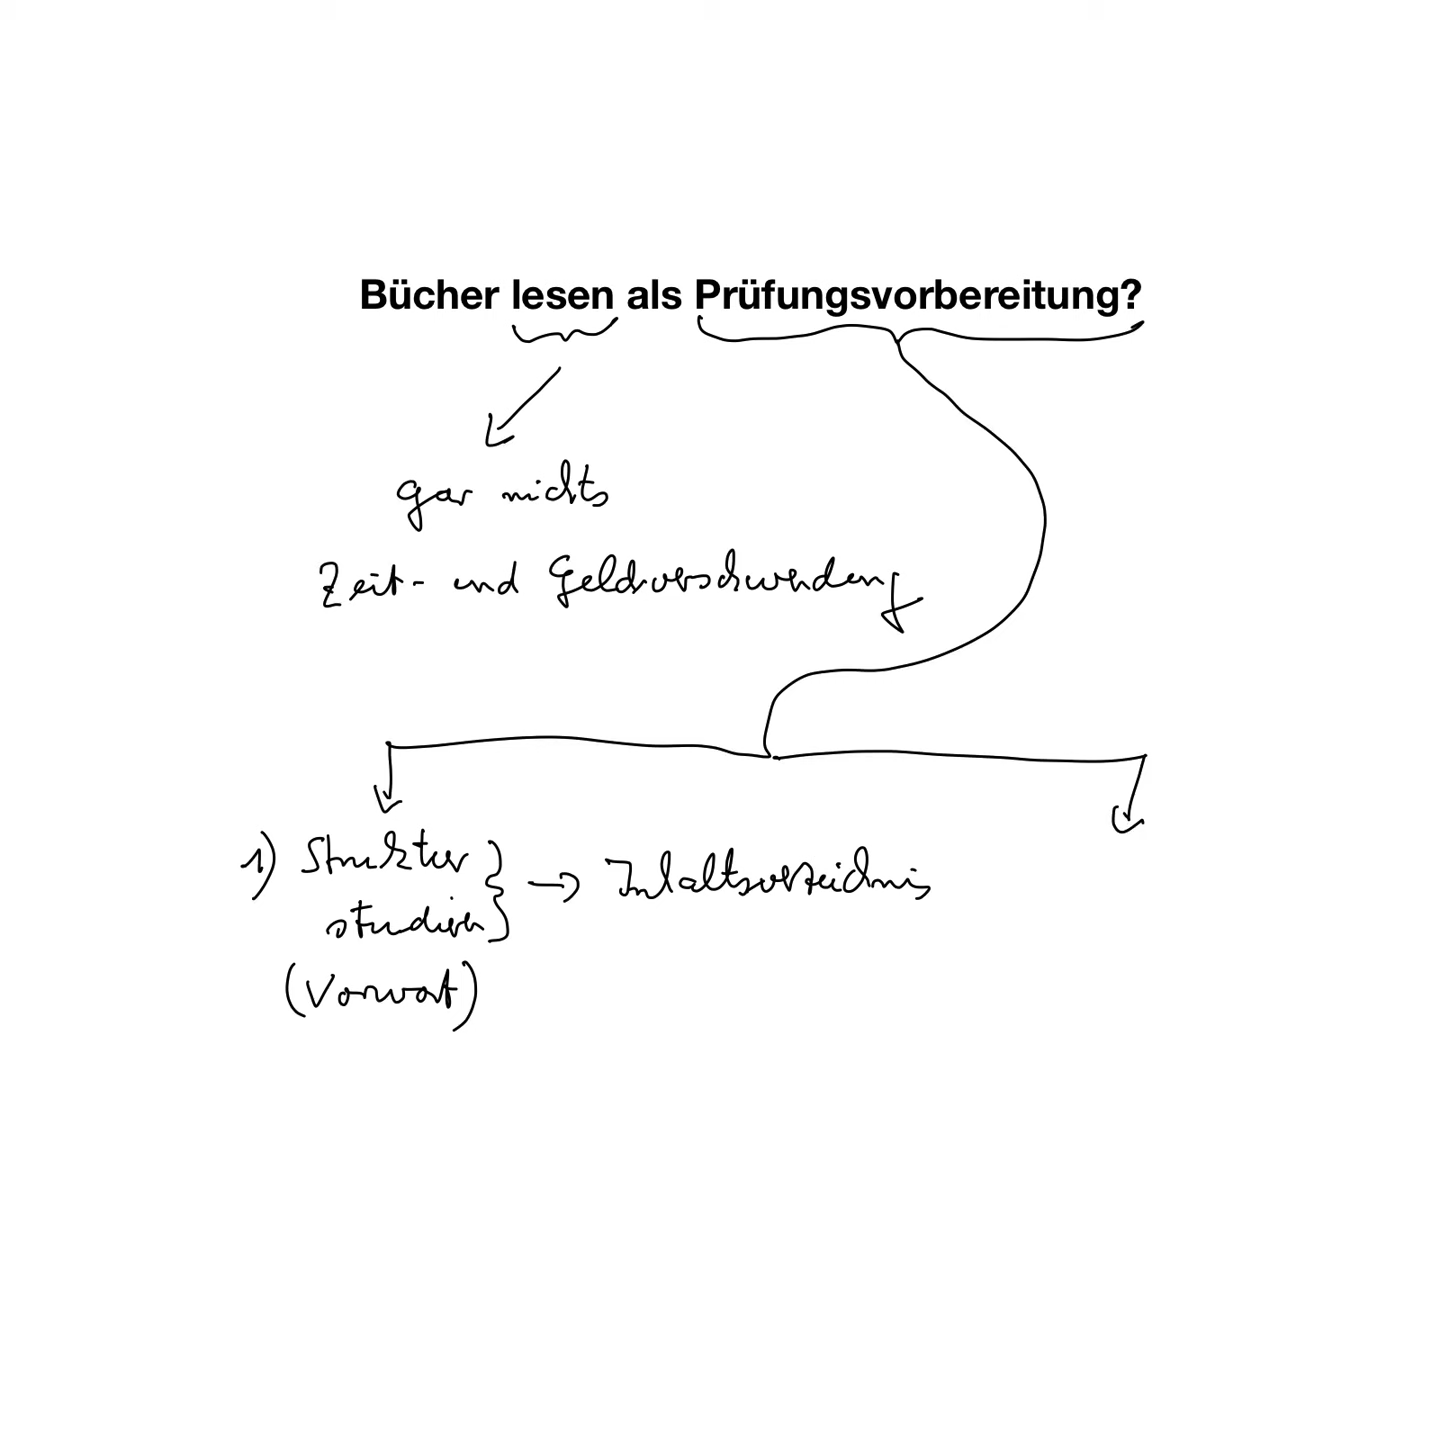 Bücher lesen als Prüfungsvorbereitung?
gar nichts
Zeit- und Geldverschwendung
1) Struktur
studieren
→ Inhaltsverzeichnis
(Vorwort)